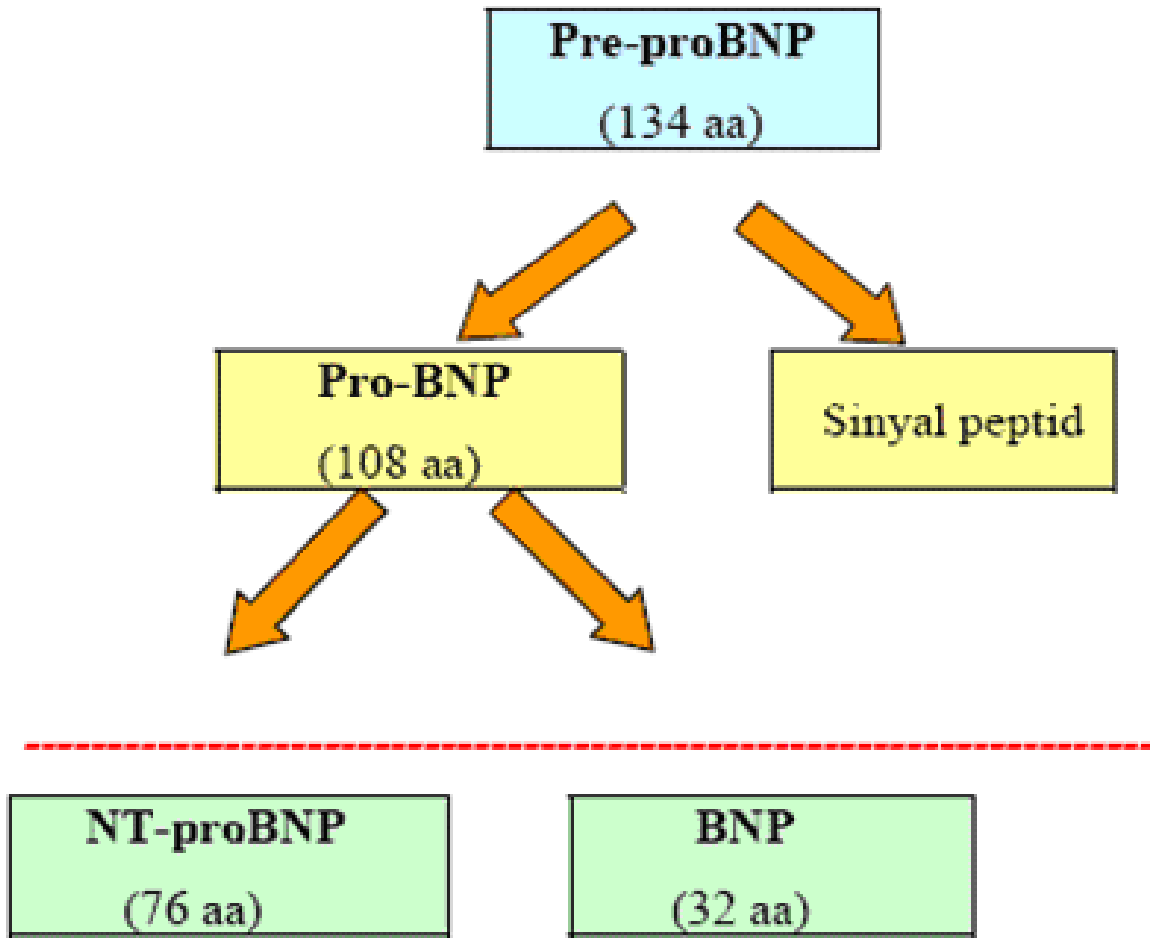 Pre-proBNP
(134 aa)
Pro-BNP
(108 aa)
Sinyal peptid
NT-proBNP
(76 aa)
BNP
(32 aa)